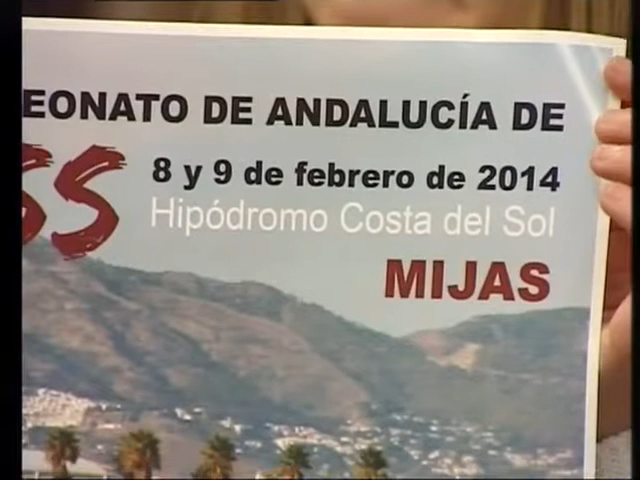 EONATO DE ANDALUCÍA DE
SS
8 y 9 de febrero de 2014
Hipódromo Costa del Sol
MIJAS